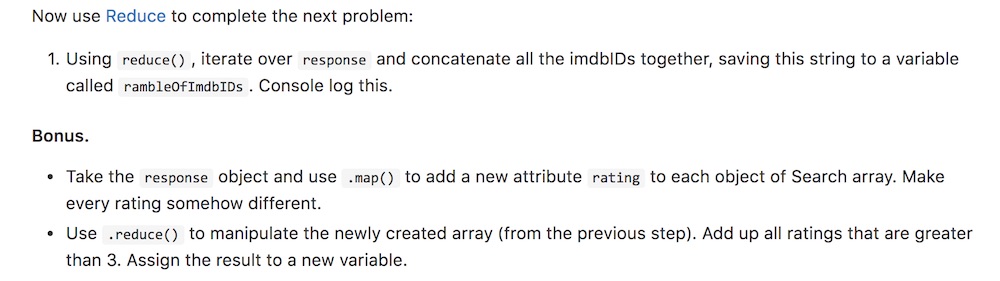 Now use Reduce to complete the next problem:
1. Using reduce() , iterate over response and concatenate all the imdbIDs together, saving this string to a variable
called rambleOfImdbIDs . Console log this.
Bonus.
• Take the response object and use .map() to add a new attribute rating to each object of Search array. Make
every rating somehow different.
• Use .reduce() to manipulate the newly created array (from the previous step). Add up all ratings that are greater
than 3. Assign the result to a new variable.